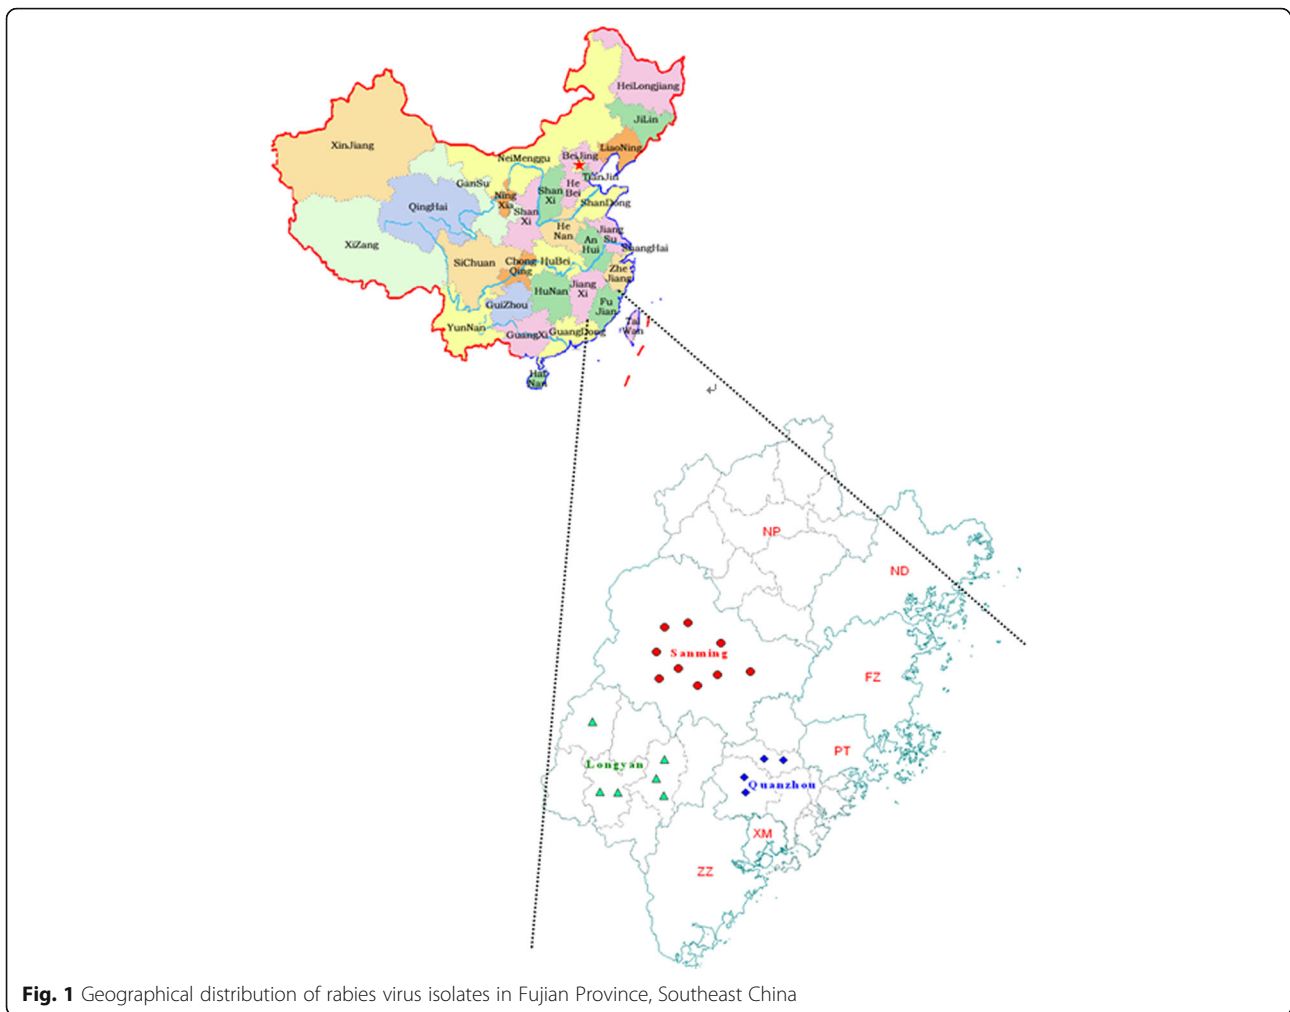 HeiLongjiang
JiLin
XinJiang
LiaoNing
NeiMenggu
BeiJing
TianJin
GanSu
QingHai
Ning
Xia
Shan
Xi
He
Bei
ShanDong
Shan
Xi
XiZang
He
Nan
Jiang
Su
An
Hui
ShangHai
SiChuan
Chong
Qing
HuBei
Zhe
Jiang
GuiZhou
HuNan
Jiang
Xi
Fu
Jian
YunNan
GuangXi
GuangDong
Tai
Wan
Hai
Nan
NP
ND
Sanming
FZ
PT
Longyan
Quanzhou
XM
ZZ
Fig. 1 Geographical distribution of rabies virus isolates in Fujian Province, Southeast China